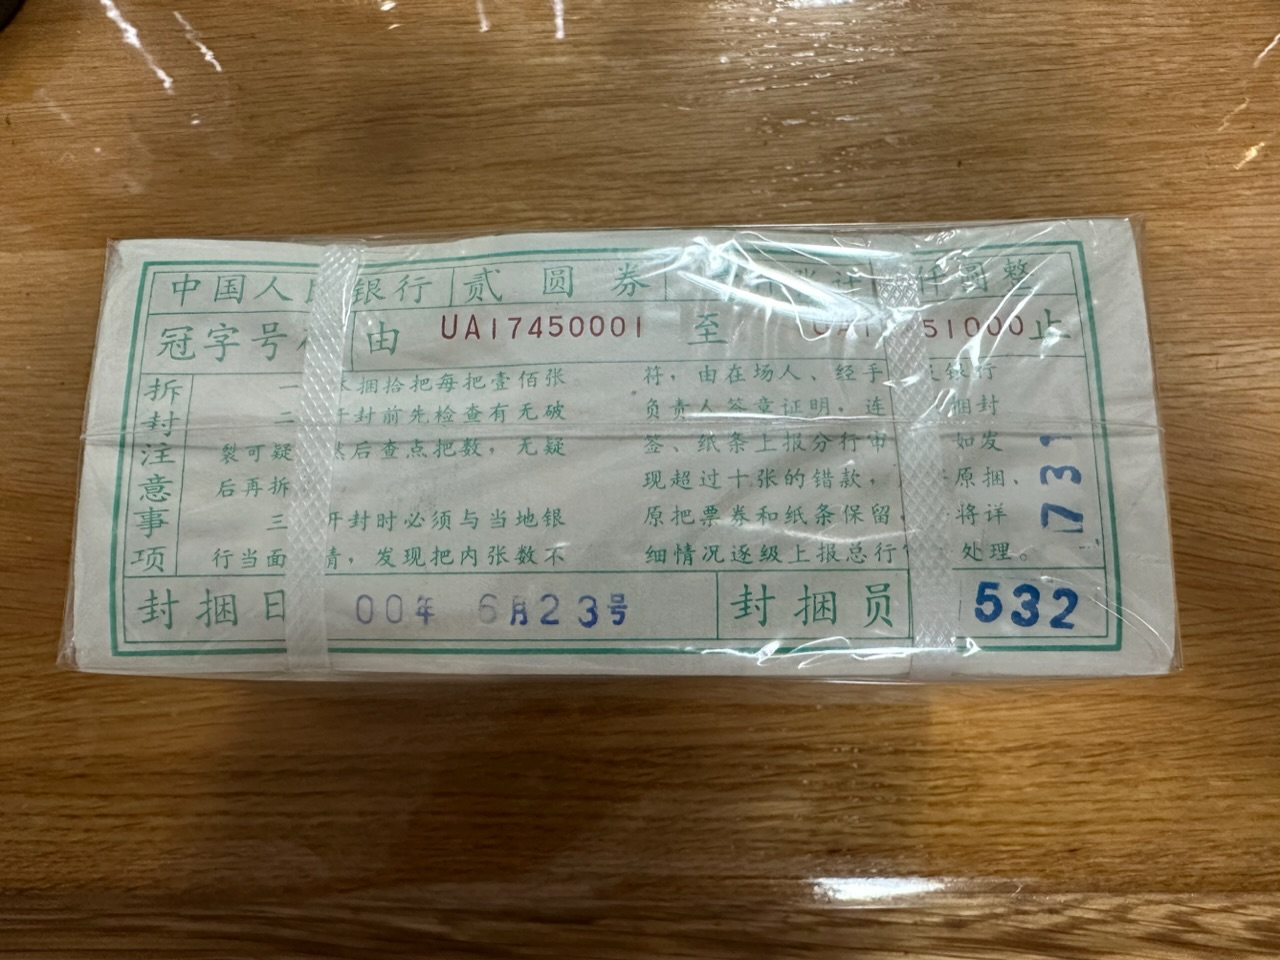 中国人民银行 贰圆券 仟圆整
冠字号 由 UA17450001 至 51000止
拆封注意事项
一 捆拾把每把壹佰张
二 封前先检查有无破
裂可疑 然后查点把数，无疑
后再拆
三 开封时必须与当地银
行当面 清，发现把内张数不
符，由在场人、经手 银行
负责人签章证明，连 捆封
签、纸条上报分行审 如发
现超过十张的错款， 原捆、
原把票券和纸条保留， 将详
细情况逐级上报总行 处理。
封捆日 00年 6月23号 封捆员 532